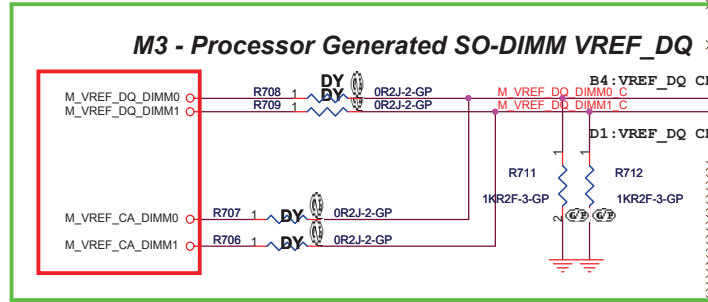 M3 - Processor Generated SO-DIMM VREF_DQ
B4:VREF_DQ
M_VREF_DQ_DIMM0 R708 1 DY 0R2J-2-GP M_VREF_DQ_DIMM0_C
M_VREF_DQ_DIMM1 R709 1 DY 0R2J-2-GP M_VREF_DQ_DIMM1_C
D1:VREF_DQ
1 1
R711 R712
1KR2F-3-GP 1KR2F-3-GP
2
M_VREF_CA_DIMM0 R707 1 DY 0R2J-2-GP
M_VREF_CA_DIMM1 R706 1 DY 0R2J-2-GP